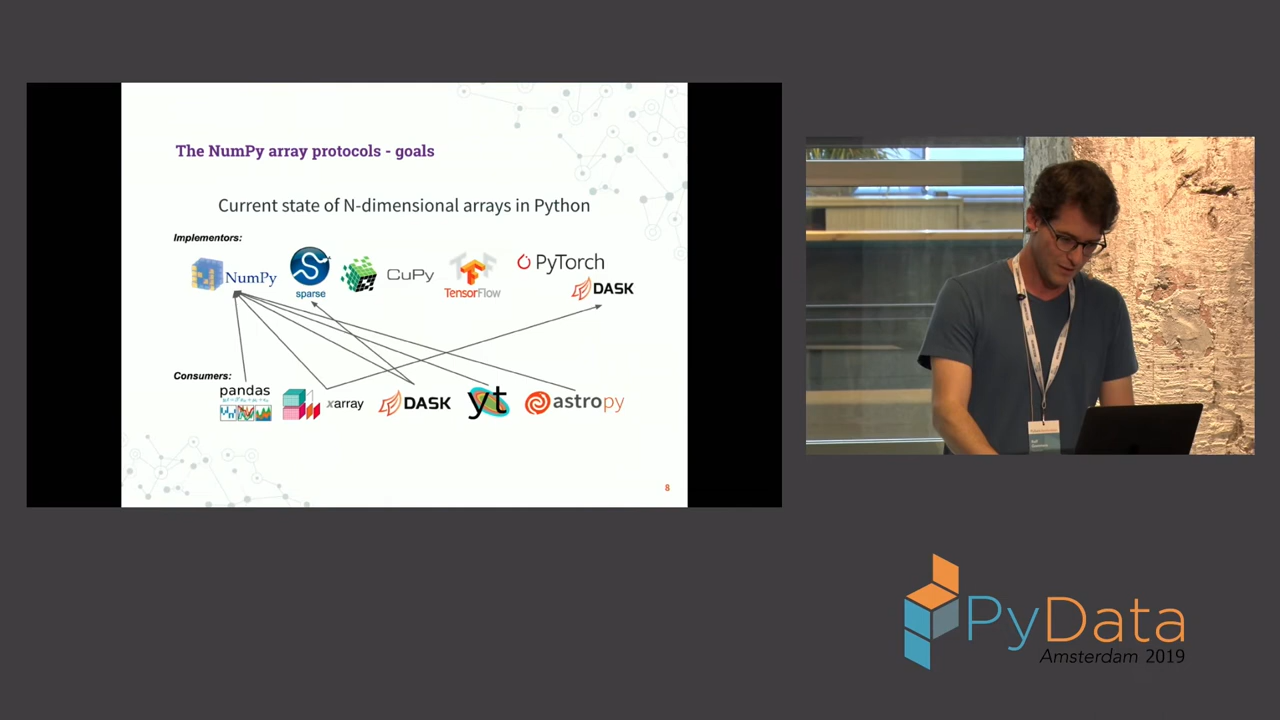 The NumPy array protocols - goals
Current state of N-dimensional arrays in Python
Implementors:
NumPy
sparse
CuPy
TF
TensorFlow
PyTorch
DASK
Consumers:
pandas
xarray
DASK
yt
astropy
8
PyData
Amsterdam 2019